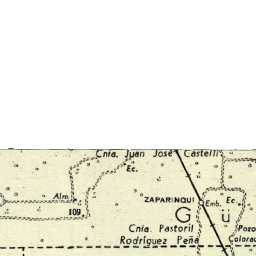 Cnia. Juan José Castelli
Ec.
Alm.
109
ZAPARINQUI
Emb. Ec.
G ü
Cnia Pastoril
Rodríguez Peña
Pozo
Colorad